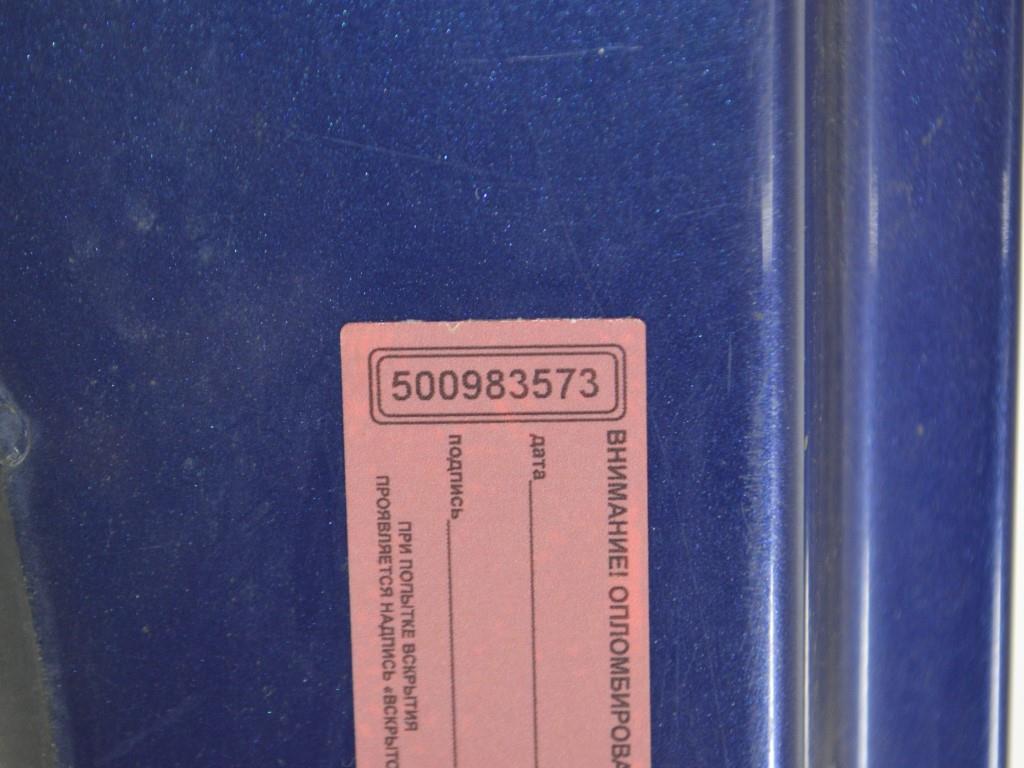 500983573
ВНИМАНИЕ! ОПЛОМБИРОВА
дата
подпись
ПРИ ПОПЫТКЕ ВСКРЫТИЯ
ПРОЯВЛЯЕТСЯ НАДПИСЬ «ВСКРЫТО